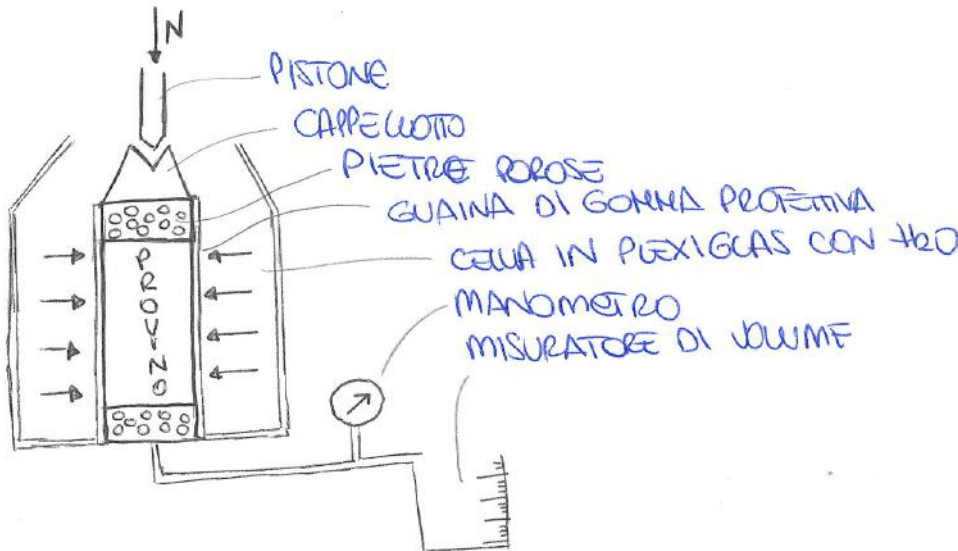 N
PISTONE
CAPPELLOTTO
PIETRE POROSE
GUAINA DI GOMMA PROTETTIVA
CELLA IN PLEXIGLAS CON H2O
MANOMETRO
MISURATORE DI VOLUME
PROVINO